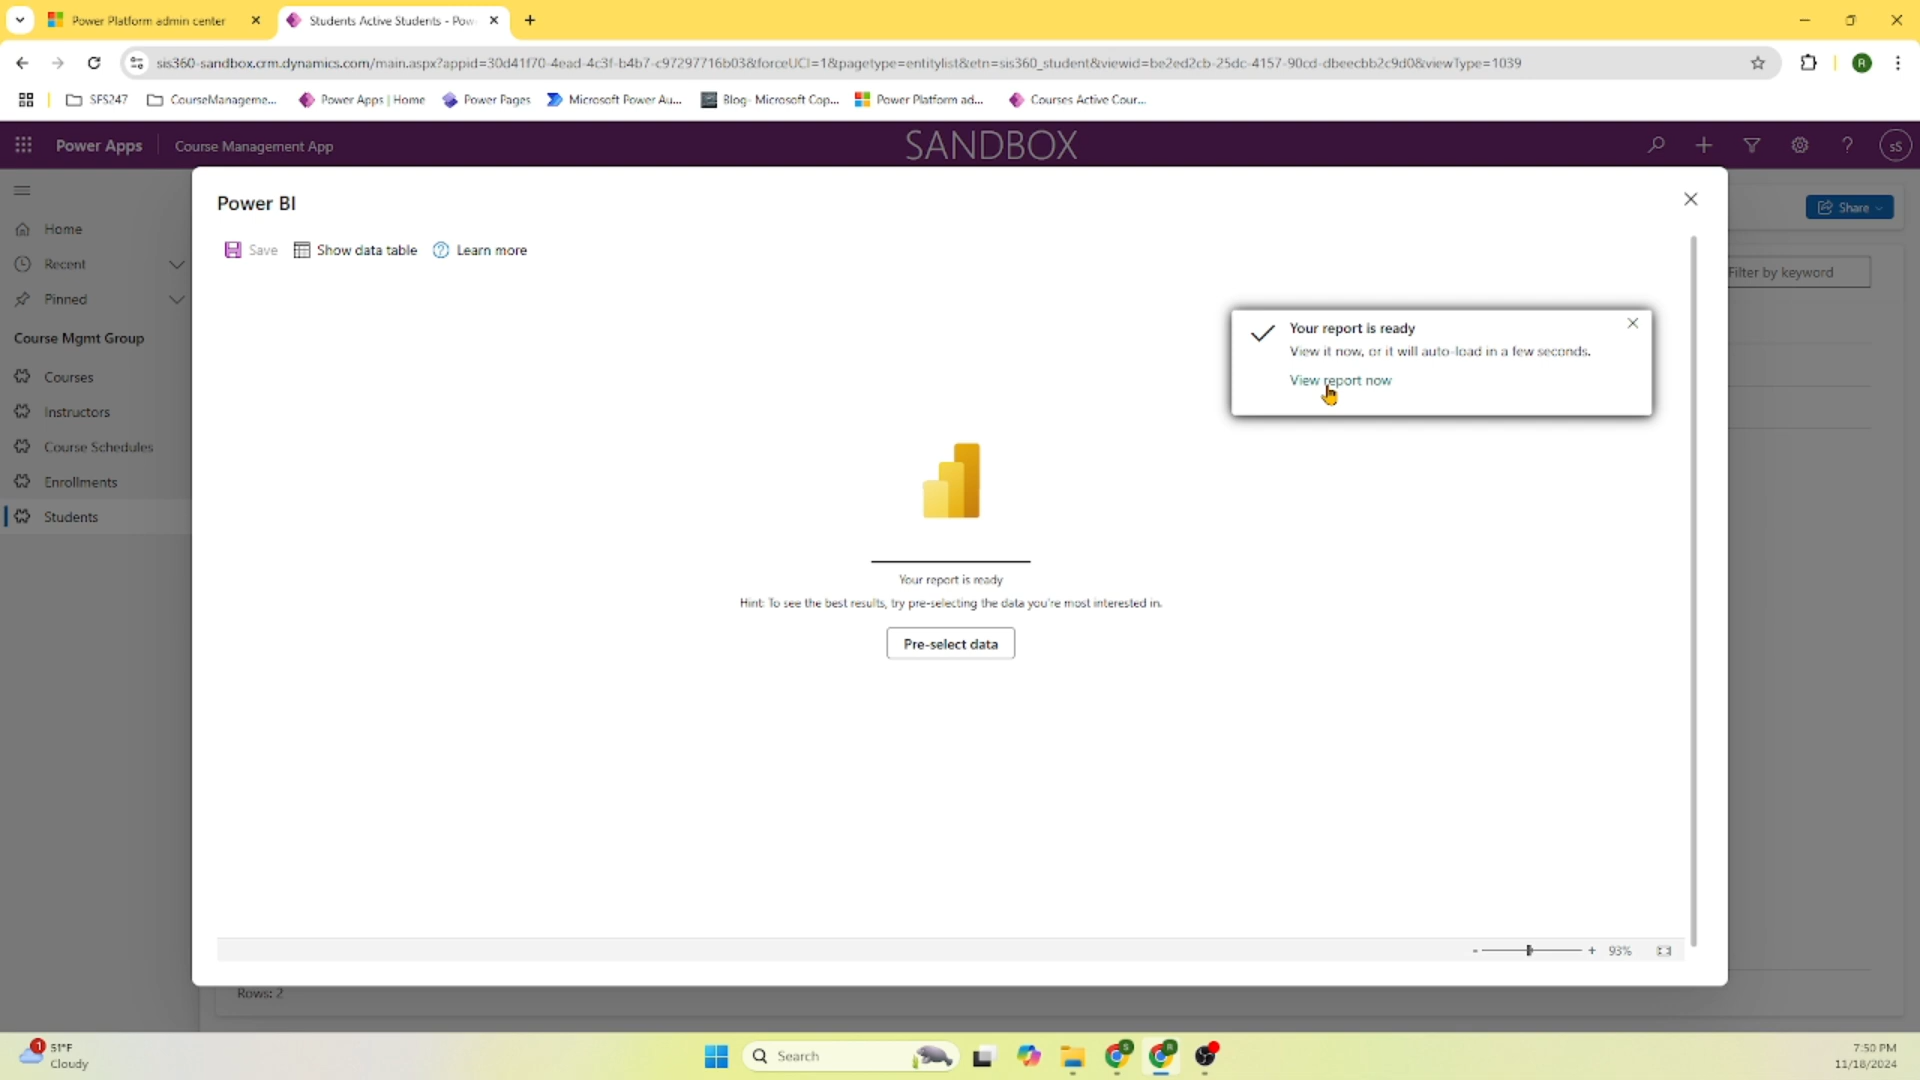 Power Platform admin center
Students Active Students - Pow
sis360-sandbox.crm.dynamics.com/main.aspx?appid=30d41f70-4ead-4c3f-b4b7-c97297716b03&forceUCI=1&pagetype=entitylist&etn=sis360_student&viewid=be2ed2cb-25dc-4157-90cd-dbeecbb2c9d0&viewType=1039
R
SFS247
CourseManageme...
Power Apps | Home
Power Pages
Microsoft Power Au...
Blog- Microsoft Cop...
Power Platform ad...
Courses Active Cour...
Power Apps
Course Management App
SANDBOX
sS
Home
Recent
Pinned
Course Mgmt Group
Courses
Instructors
Course Schedules
Enrollments
Students
Power BI
Save
Show data table
Learn more
Share
Filter by keyword
Your report is ready
View it now, or it will auto-load in a few seconds.
View report now
Your report is ready
Hint: To see the best results, try pre-selecting the data you're most interested in.
Pre-select data
- + 93%
Rows: 2
1
51°F
Cloudy
Search
S
R
7:50 PM
11/18/2024